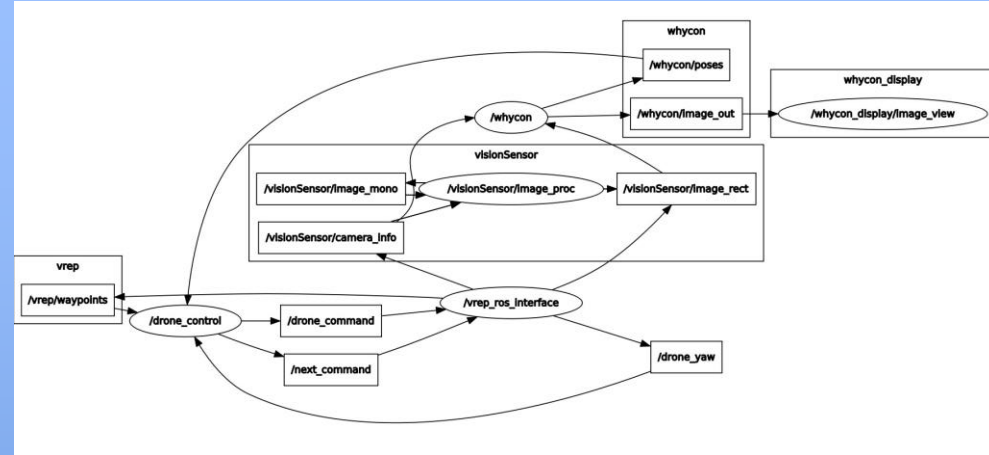 whycon
/whycon/poses
/whycon/image_out
whycon_display
/whycon_display/image_view
/whycon
visionSensor
/visionSensor/image_mono
/visionSensor/image_proc
/visionSensor/image_rect
/visionSensor/camera_info
vrep
/vrep/waypoints
/vrep_ros_interface
/drone_control
/drone_command
/next_command
/drone_yaw